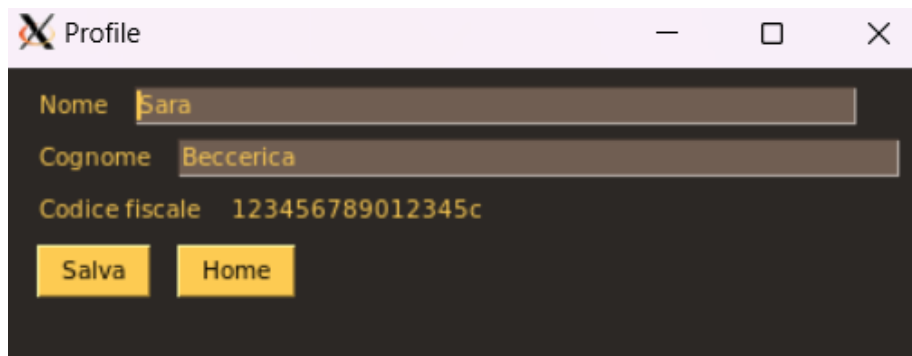 Profile
Nome Sara
Cognome Beccerica
Codice fiscale 123456789012345c
Salva Home